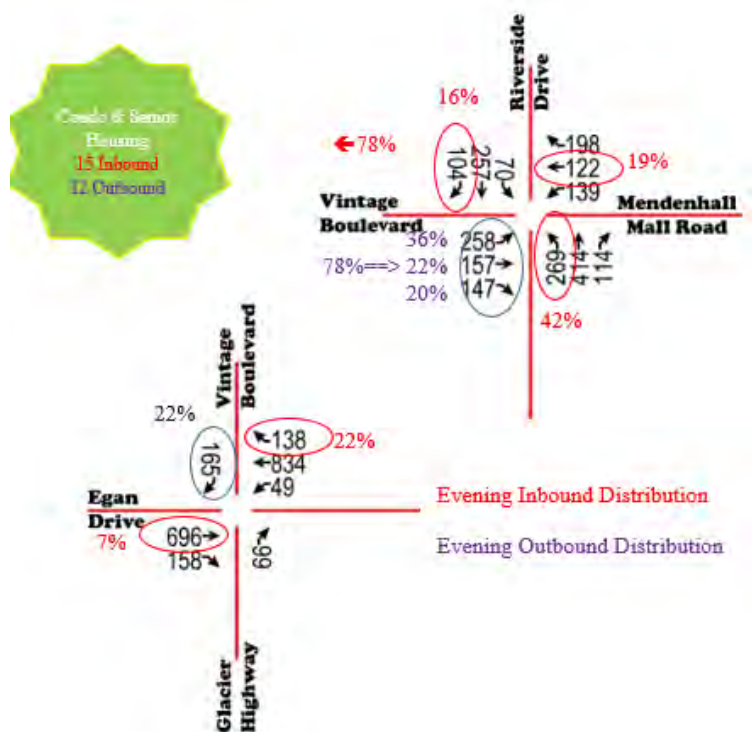 Condo & Senior
Housing
15 Inbound
12 Outbound
16%
Riverside
Drive
78%
104
257
70
198
122
139
19%
Vintage
Boulevard
Mendenhall
Mall Road
36%
258
78%==> 22%
157
20%
147
269
414
114
42%
Vintage
Boulevard
22%
165
138
834
49
22%
Egan
Drive
696
158
7%
99
Evening Inbound Distribution
Evening Outbound Distribution
Glacier
Highway